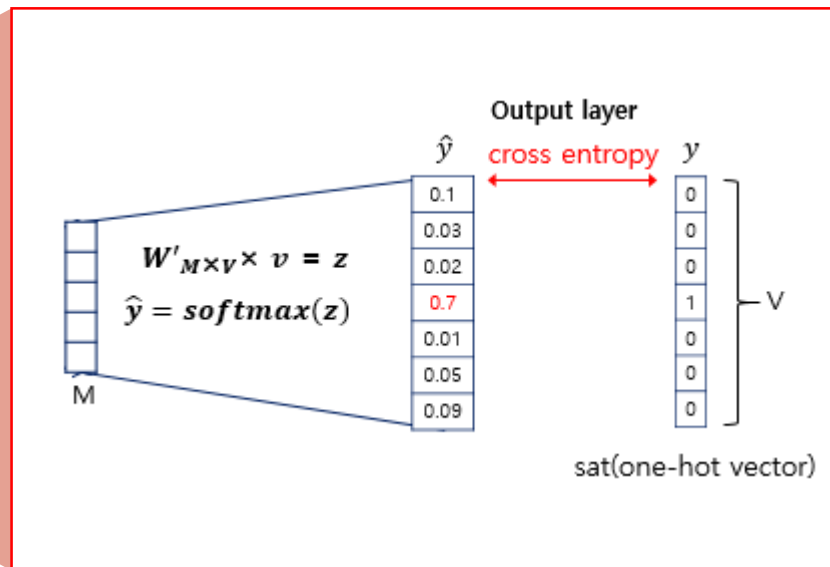 Output layer
ŷ cross entropy y
0.1 0
0.03 0
W'M×V × v = z 0.02 0
ŷ = softmax(z) 0.7 1 V
0.01 0
0.05 0
M 0.09 0
sat(one-hot vector)